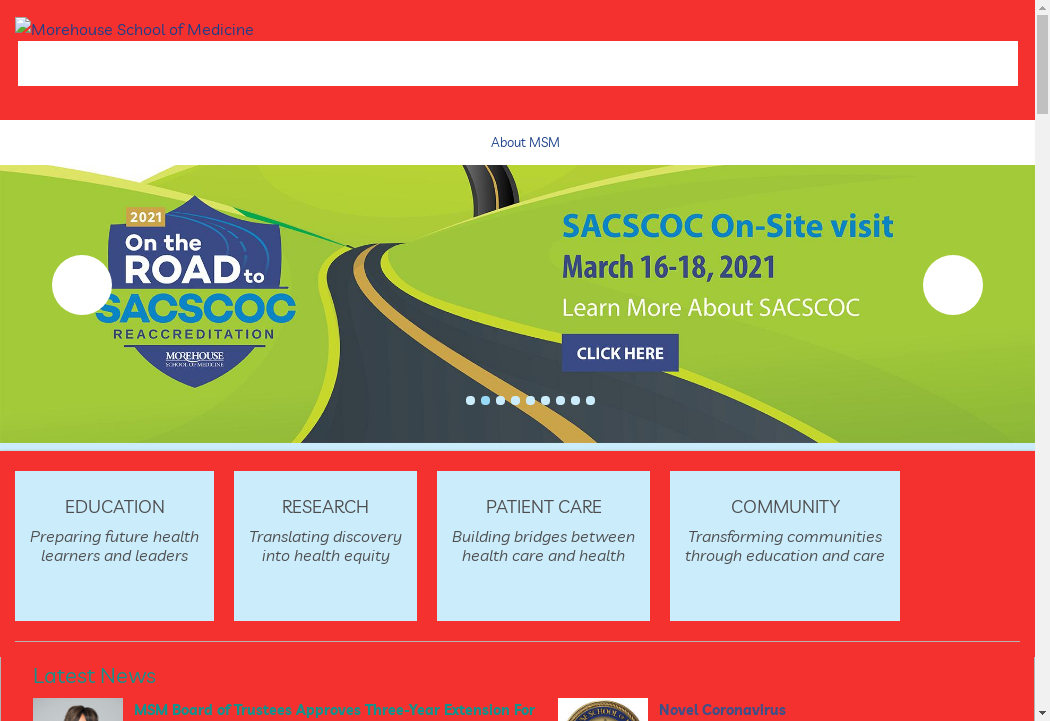 Morehouse School of Medicine
About MSM
2021
On the
ROAD to
SACSCOC
REACCREDITATION
MOREHOUSE
SCHOOL OF MEDICINE
SACSCOC On-Site visit
March 16-18, 2021
Learn More About SACSCOC
CLICK HERE
EDUCATION
Preparing future health
learners and leaders
RESEARCH
Translating discovery
into health equity
PATIENT CARE
Building bridges between
health care and health
COMMUNITY
Transforming communities
through education and care
Latest News
MSM Board of Trustees Approves Three-Year Extension For
Novel Coronavirus